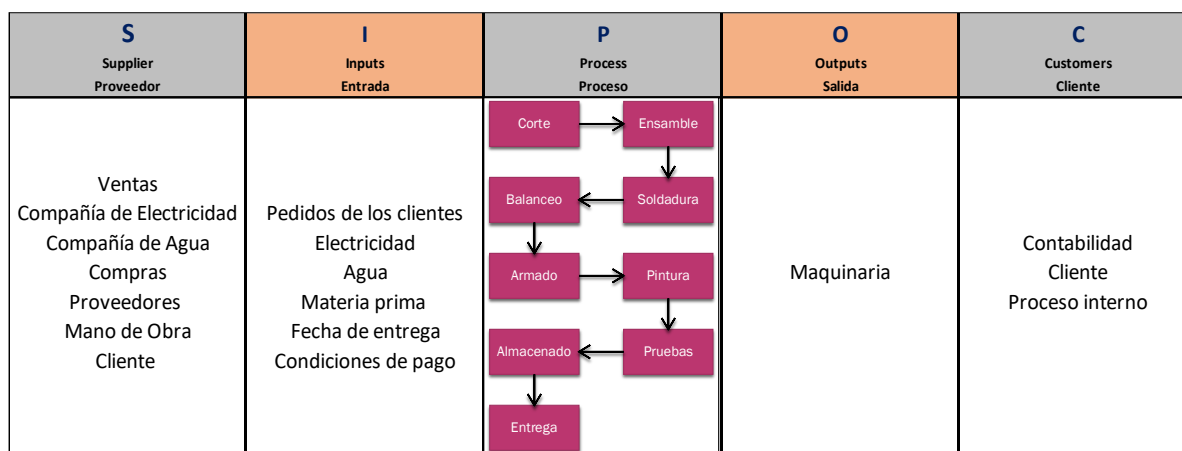 S
Supplier
Proveedor
I
Inputs
Entrada
P
Process
Proceso
O
Outputs
Salida
C
Customers
Cliente
Ventas
Compañía de Electricidad
Compañía de Agua
Compras
Proveedores
Mano de Obra
Cliente
Pedidos de los clientes
Electricidad
Agua
Materia prima
Fecha de entrega
Condiciones de pago
Corte
Ensamble
Soldadura
Balanceo
Armado
Pintura
Pruebas
Almacenado
Entrega
Maquinaria
Contabilidad
Cliente
Proceso interno